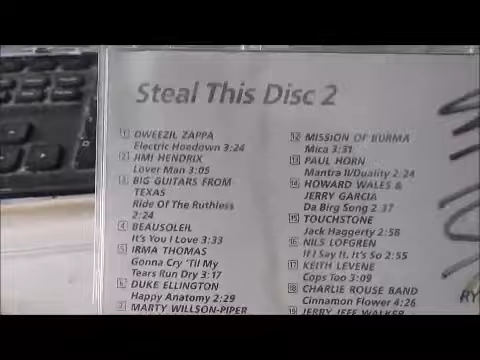 Steal This Disc 2
1 DWEEZIL ZAPPA
Electric Hoedown 3:24
2 JIMI HENDRIX
Lover Man 3:05
3 BIG GUITARS FROM
TEXAS
Ride Of The Ruthless
2:24
4 BEAUSOLEIL
It's You I Love 3:33
5 IRMA THOMAS
Gonna Cry 'Til My
Tears Run Dry 3:17
6 DUKE ELLINGTON
Happy Anatomy 2:29
7 MARTY WILLSON-PIPER
12 MISSION OF BURMA
Mica 3:31
13 PAUL HORN
Mantra II/Duality 2:24
14 HOWARD WALES &
JERRY GARCIA
Da Birg Song 2:37
15 TOUCHSTONE
Jack Haggerty 2:58
16 NILS LOFGREN
If I Say It, It's So 2:55
17 KEITH LEVENE
Cops Too 3:09
18 CHARLIE ROUSE BAND
Cinnamon Flower 4:26
19 JERRY JEFF WALKER
RY